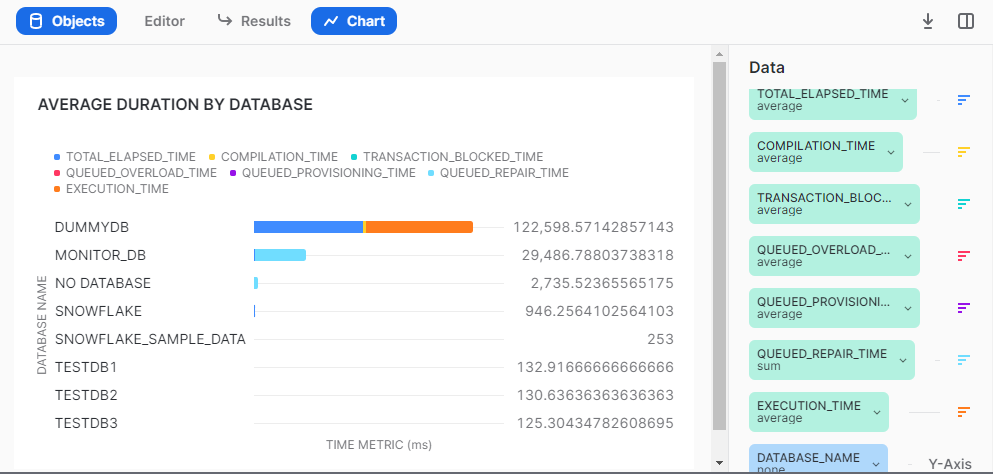 Objects Editor Results Chart
AVERAGE DURATION BY DATABASE
TOTAL_ELAPSED_TIME COMPILATION_TIME TRANSACTION_BLOCKED_TIME
QUEUED_OVERLOAD_TIME QUEUED_PROVISIONING_TIME QUEUED_REPAIR_TIME
EXECUTION_TIME
DATABASE NAME
DUMMYDB 122,598.57142857143
MONITOR_DB 29,486.78803738318
NO DATABASE 2,735.52365565175
SNOWFLAKE 946.2564102564103
SNOWFLAKE_SAMPLE_DATA 253
TESTDB1 132.91666666666666
TESTDB2 130.63636363636363
TESTDB3 125.30434782608695
TIME METRIC (ms)
Data
TOTAL_ELAPSED_TIME
average
COMPILATION_TIME
average
TRANSACTION_BLOC...
average
QUEUED_OVERLOAD_...
average
QUEUED_PROVISIONI...
average
QUEUED_REPAIR_TIME
sum
EXECUTION_TIME
average
DATABASE_NAME
none
Y-Axis